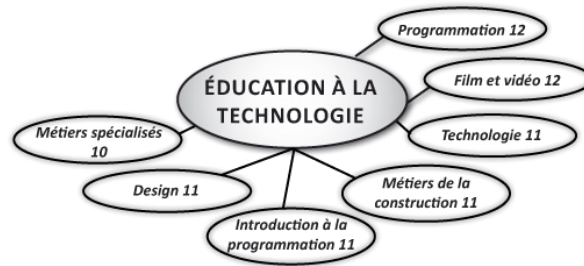 Programmation 12
ÉDUCATION À LA
TECHNOLOGIE
Film et vidéo 12
Métiers spécialisés
10
Technologie 11
Design 11
Métiers de la
construction 11
Introduction à la
programmation 11